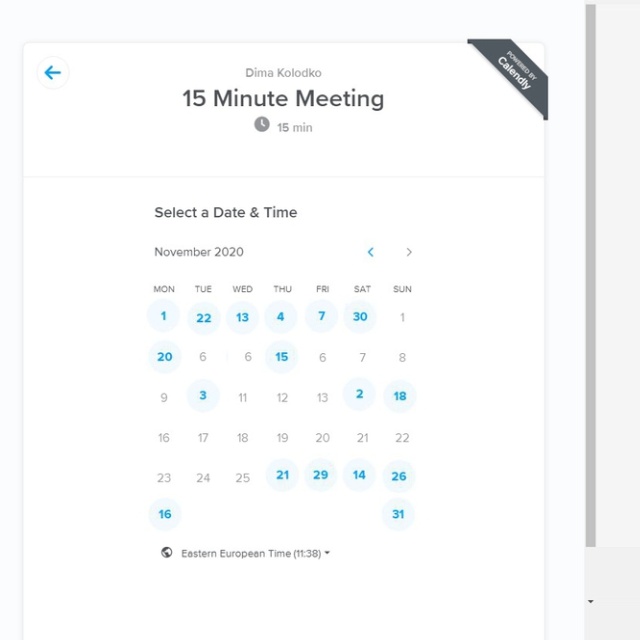 POWERED BY
Calendly
Dima Kolodko
15 Minute Meeting
15 min
Select a Date & Time
November 2020
MON TUE WED THU FRI SAT SUN
1 22 13 4 7 30 1
20 6 6 15 6 7 8
9 3 11 12 13 2 18
16 17 18 19 20 21 22
23 24 25 21 29 14 26
16 31
Eastern European Time (11:38)